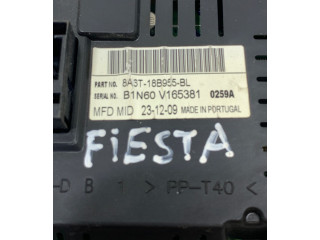 PART NO. 8A3T-18B955-BL
SERIAL NO. B1N60 V165381 0259A
MFD MID 23-12-09 MADE IN PORTUGAL
FiESTA
-D B 1 > PP-T40 <